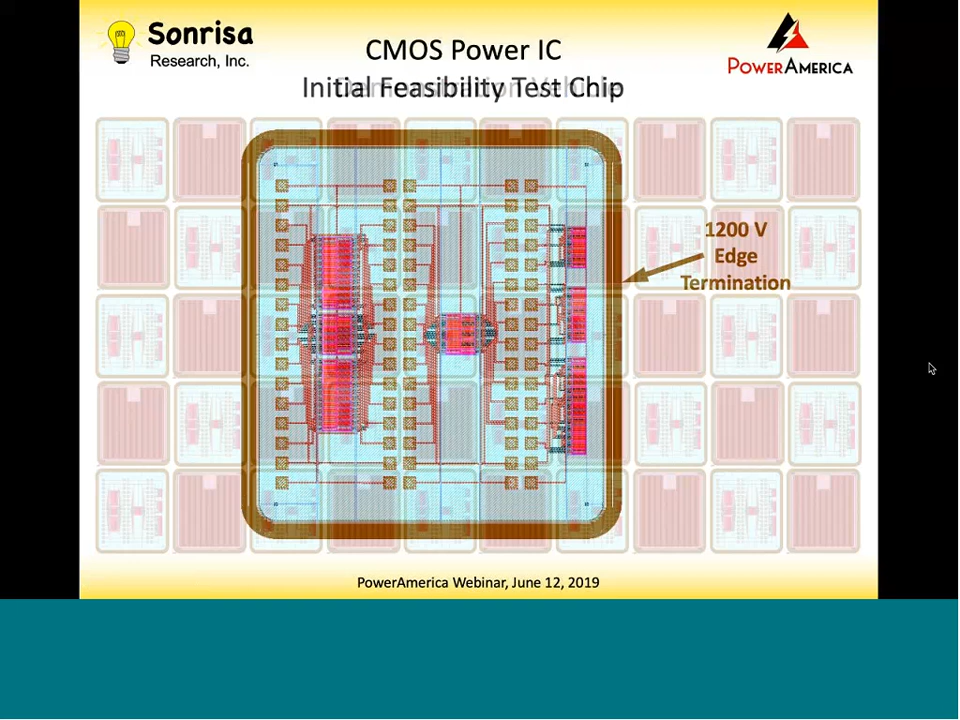 Sonrisa
Research, Inc.
CMOS Power IC
Initial Feasibility Test Chip
POWERAMERICA
1200 V
Edge
Termination
PowerAmerica Webinar, June 12, 2019